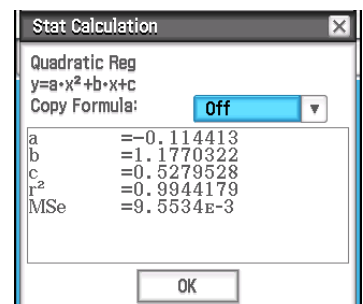 Stat Calculation
Quadratic Reg
y=a·x²+b·x+c
Copy Formula: Off
a =-0.114413
b =1.1770322
c =0.5279528
r² =0.9944179
MSe =9.5534ᴇ-3
OK